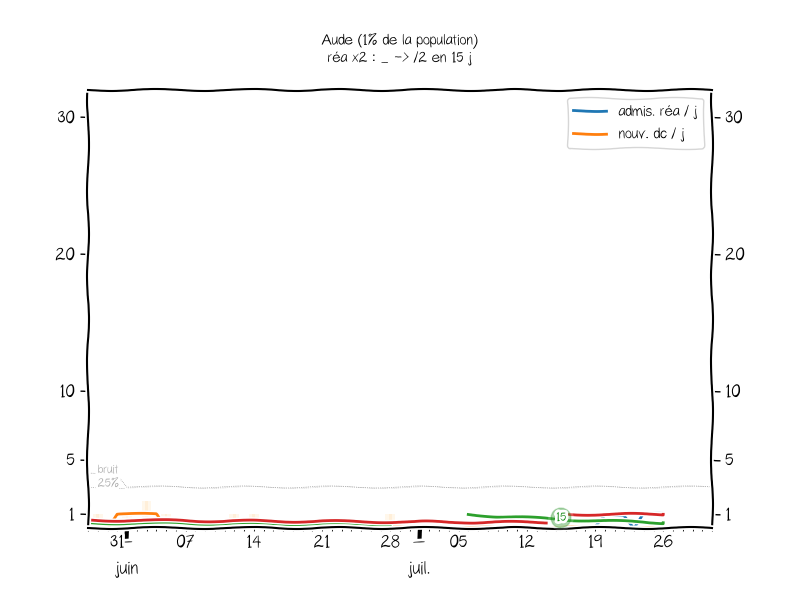 Aude (1% de la population)
réa x2 : _ -> /2 en 15 j
30
30
admis. réa / j
nouv. dc / j
20
20
10
10
5
5
bruit
25%
1
1
15
31 07 14 21 28 05 12 19 26
juin juil.